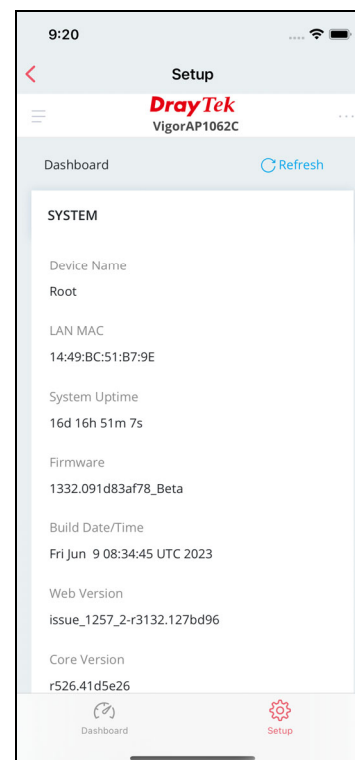 9:20
Setup
DrayTek
VigorAP1062C
Dashboard
Refresh
SYSTEM
Device Name
Root
LAN MAC
14:49:BC:51:B7:9E
System Uptime
16d 16h 51m 7s
Firmware
1332.091d83af78_Beta
Build Date/Time
Fri Jun  9 08:34:45 UTC 2023
Web Version
issue_1257_2-r3132.127bd96
Core Version
r526.41d5e26
Dashboard
Setup